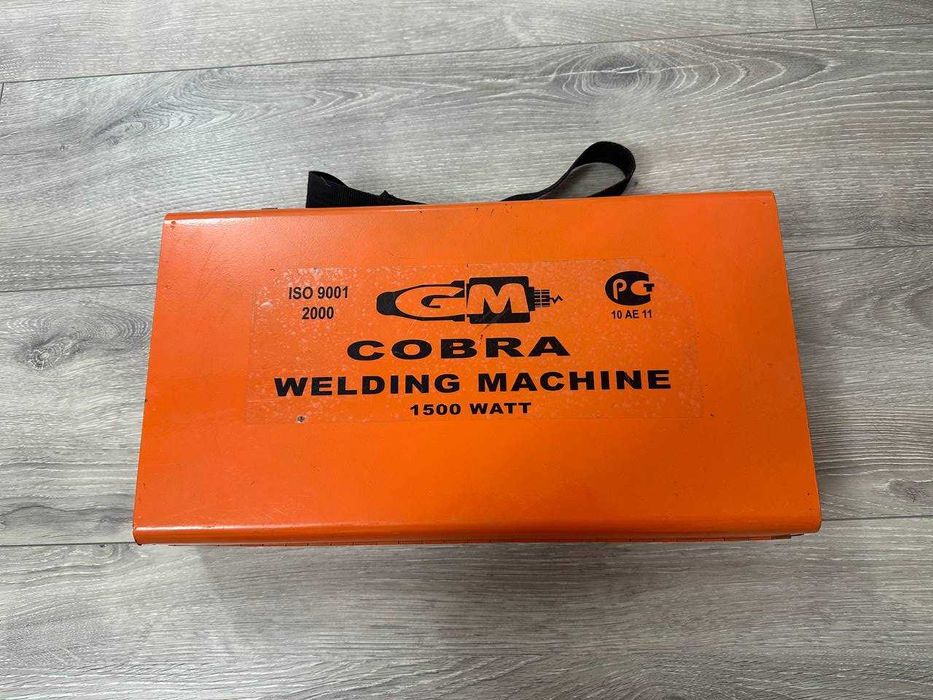 ISO 9001
2000
GM
PG
10 AE 11
COBRA
WELDING MACHINE
1500 WATT